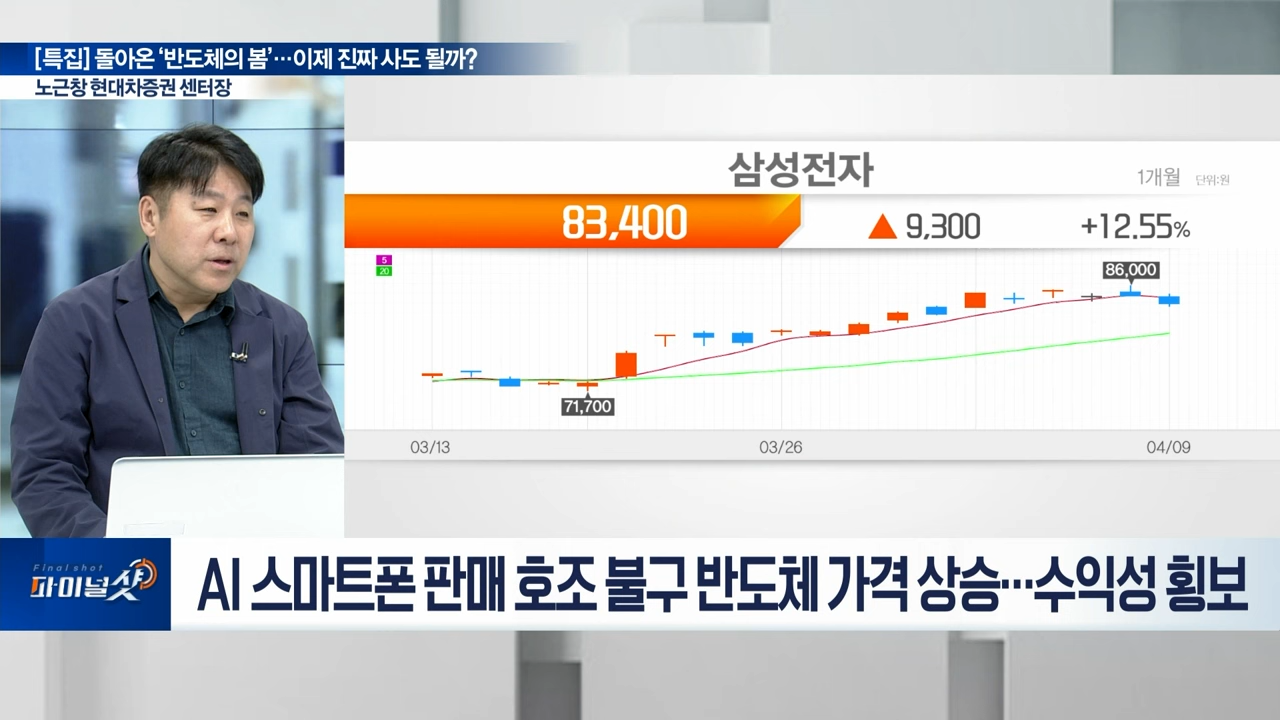 [특집] 돌아온 ‘반도체의 봄’…이제 진짜 사도 될까?
노근창 현대차증권 센터장
삼성전자
1개월 단위:원
83,400 ▲ 9,300 +12.55%
5
20
86,000
71,700
03/13 03/26 04/09
Final shot
파이널샷
AI 스마트폰 판매 호조 불구 반도체 가격 상승…수익성 횡보